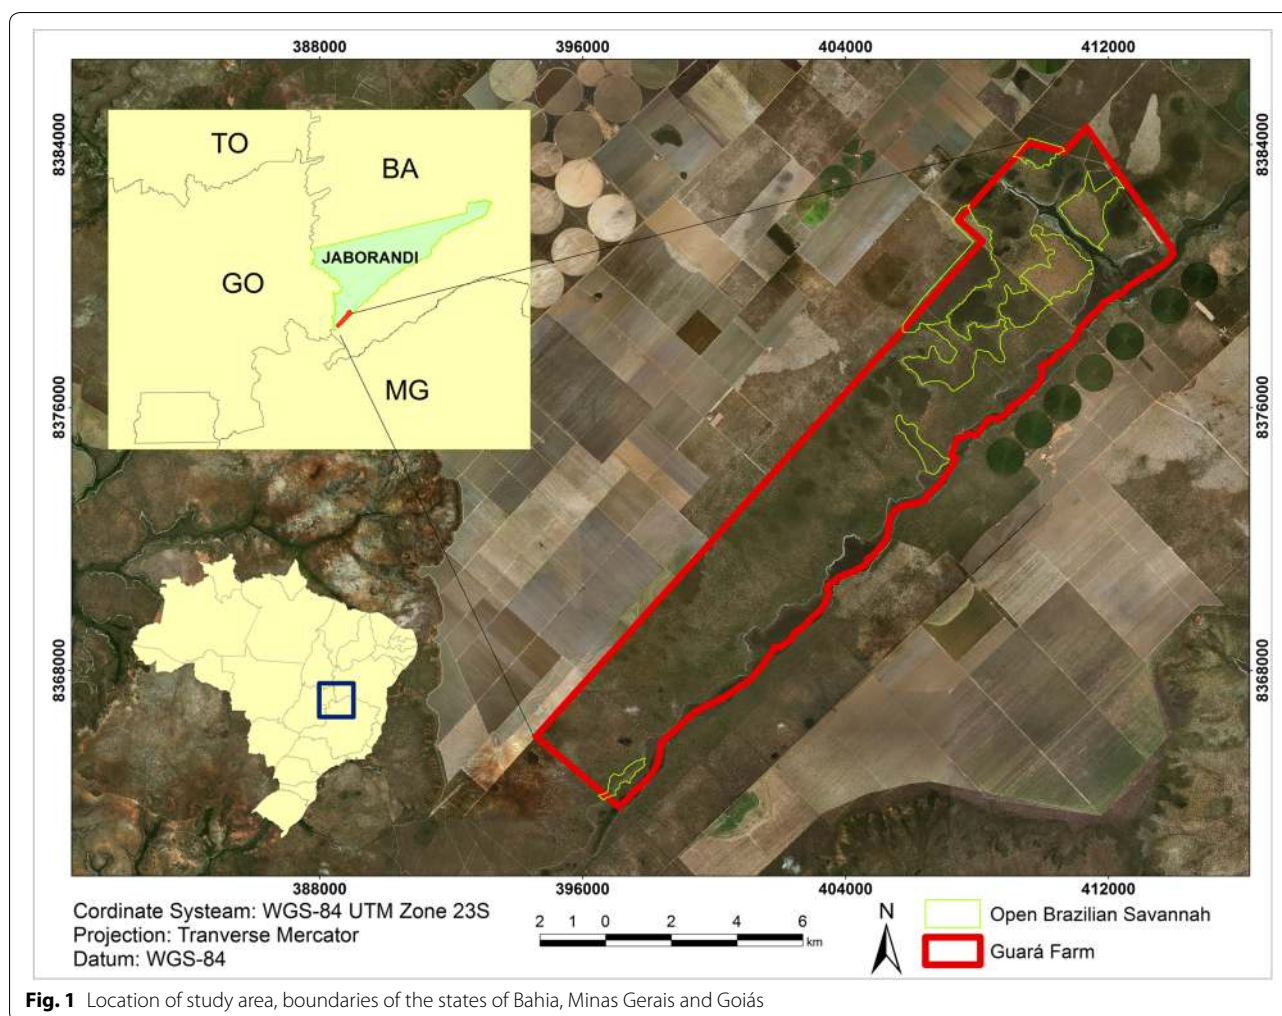 388000 396000 404000 412000
8384000 8384000
TO BA
JABORANDI
GO
MG
8376000 8376000
8368000 8368000
388000 396000 404000 412000
Cordinate Systeam: WGS-84 UTM Zone 23S
Projection: Tranverse Mercator
Datum: WGS-84
2 1 0 2 4 6
km
N
Open Brazilian Savannah
Guará Farm
Fig. 1 Location of study area, boundaries of the states of Bahia, Minas Gerais and Goiás